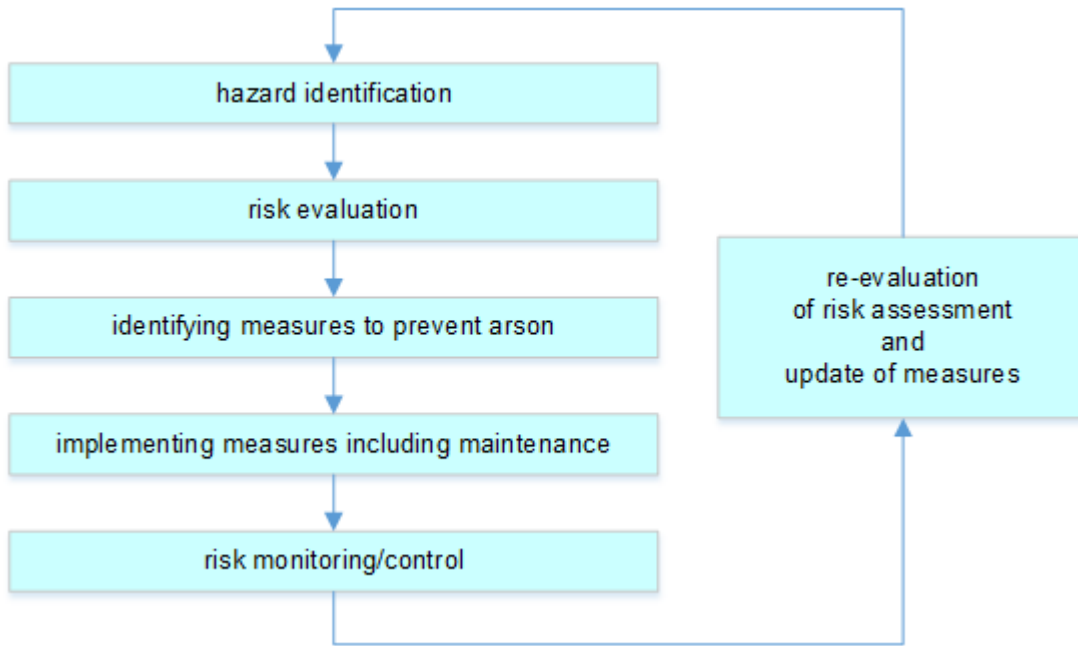 hazard identification
risk evaluation
identifying measures to prevent arson
implementing measures including maintenance
risk monitoring/control
re-evaluation
of risk assessment
and
update of measures